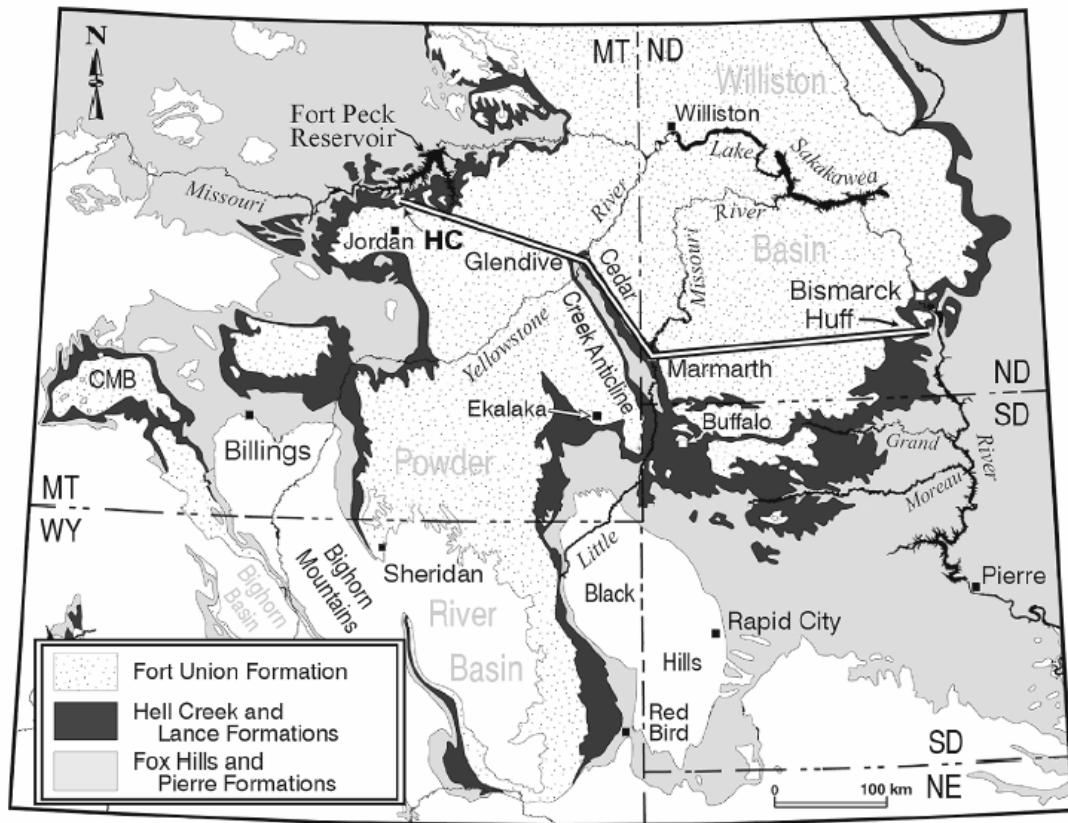 N
MT
ND
Williston
Williston
Fort Peck
Reservoir
Lake
Sakakawea
Missouri
River
River
Missouri
Basin
Jordan
HC
Glendive
Cedar
Creek Anticline
Bismarck
Huff
Yellowstone
Marmarth
CMB
ND
SD
Ekalaka
Buffalo
Billings
Grand
River
Powder
Moreau
MT
WY
Little
Bighorn
Mountains
Sheridan
Black
Pierre
Bighorn
Basin
River
Rapid City
Hills
Basin
Fort Union Formation
Hell Creek and
Lance Formations
Fox Hills and
Pierre Formations
Red
Bird
SD
NE
0
100 km